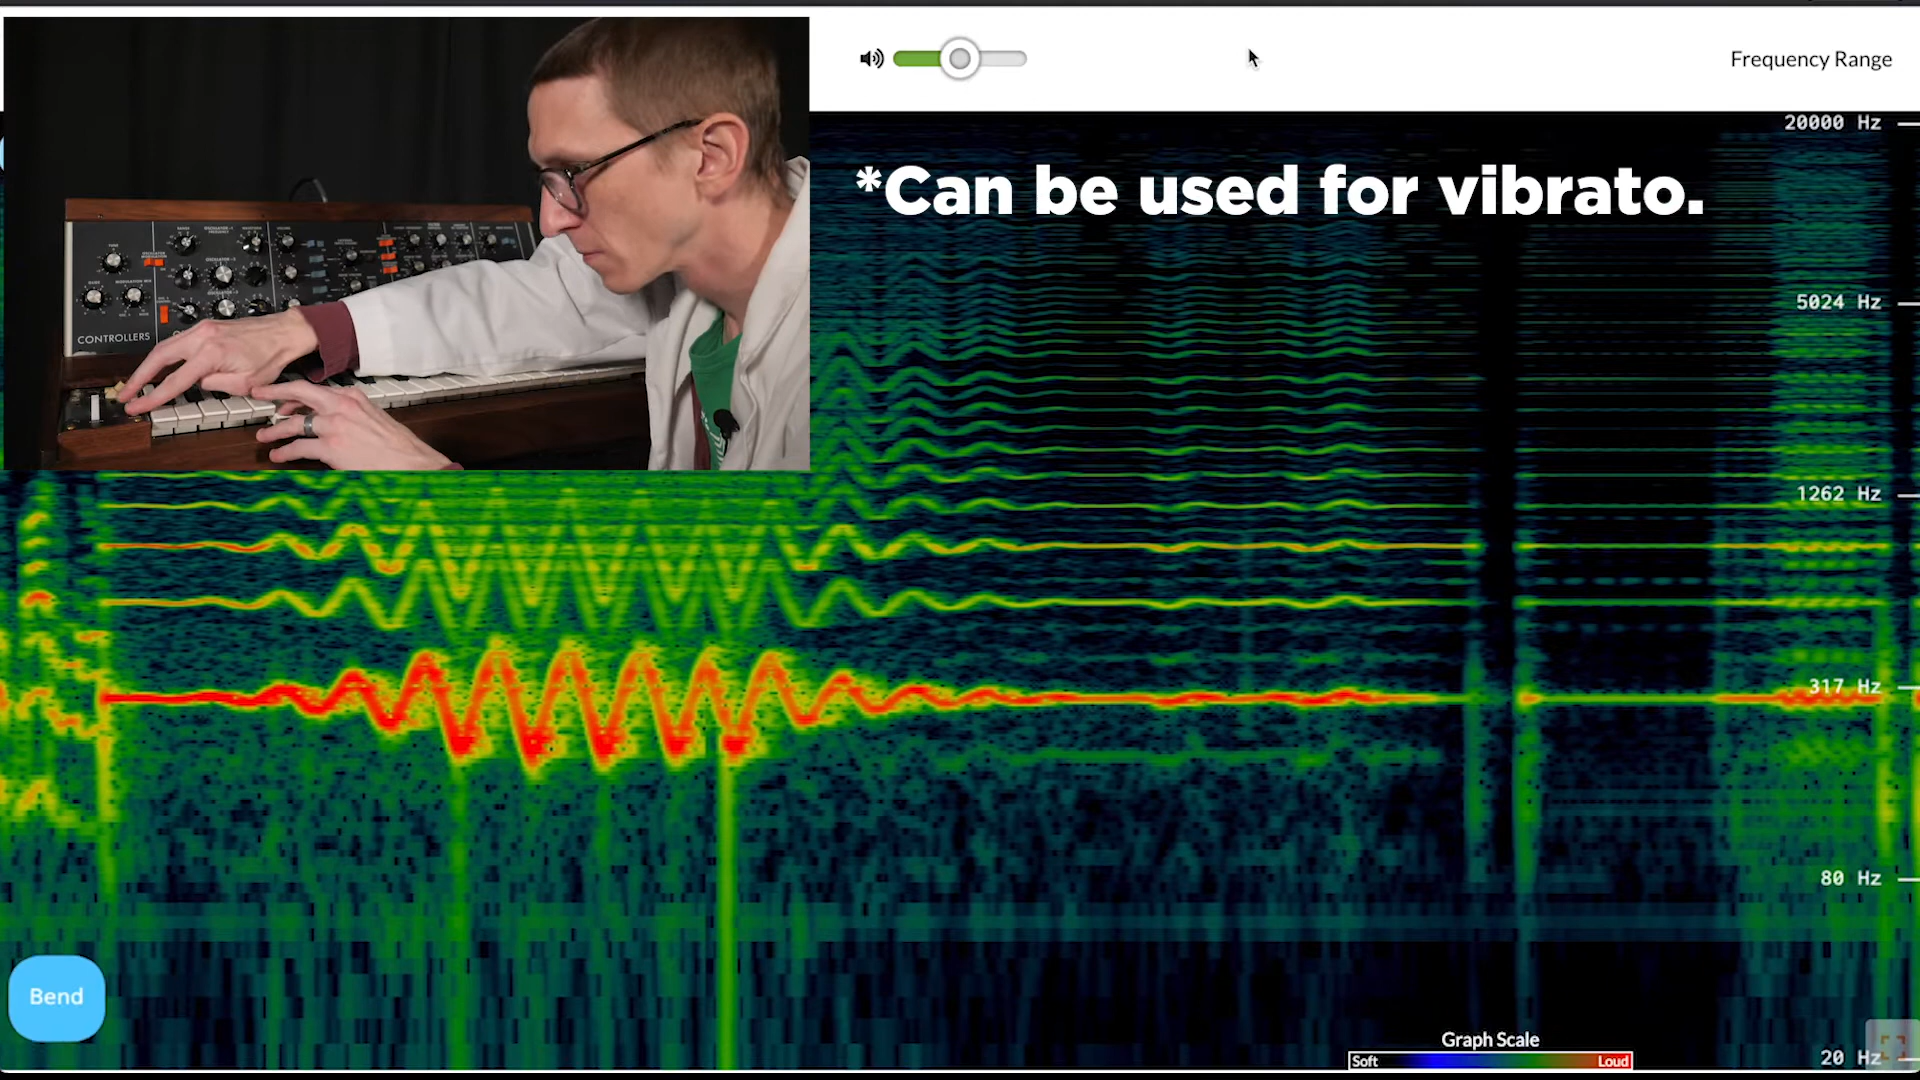 Frequency Range
20000 Hz
*Can be used for vibrato.
5024 Hz
CONTROLLERS
1262 Hz
317 Hz
80 Hz
Bend
Graph Scale
Soft
Loud
20 Hz